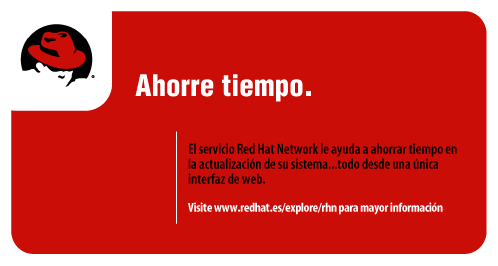 Ahorre tiempo.
El servicio Red Hat Network le ayuda a ahorrar tiempo en
la actualización de su sistema...todo desde una única
interfaz de web.
Visite www.redhat.es/explore/rhn para mayor información